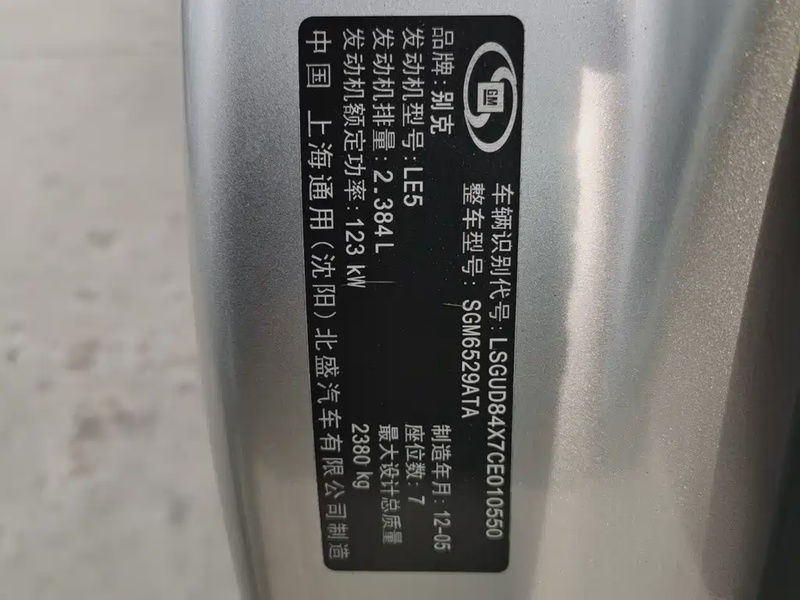 GM
车辆识别代号:LSGUD84X7CE010550
整车型号:SGM6529ATA
品牌:别克
制造年月:12-05
发动机型号:LE5
座位数:7
发动机排量:2.384L
最大设计总质量
发动机额定功率:123 kW
2380 kg
中国 上海通用(沈阳)北盛汽车有限公司制造